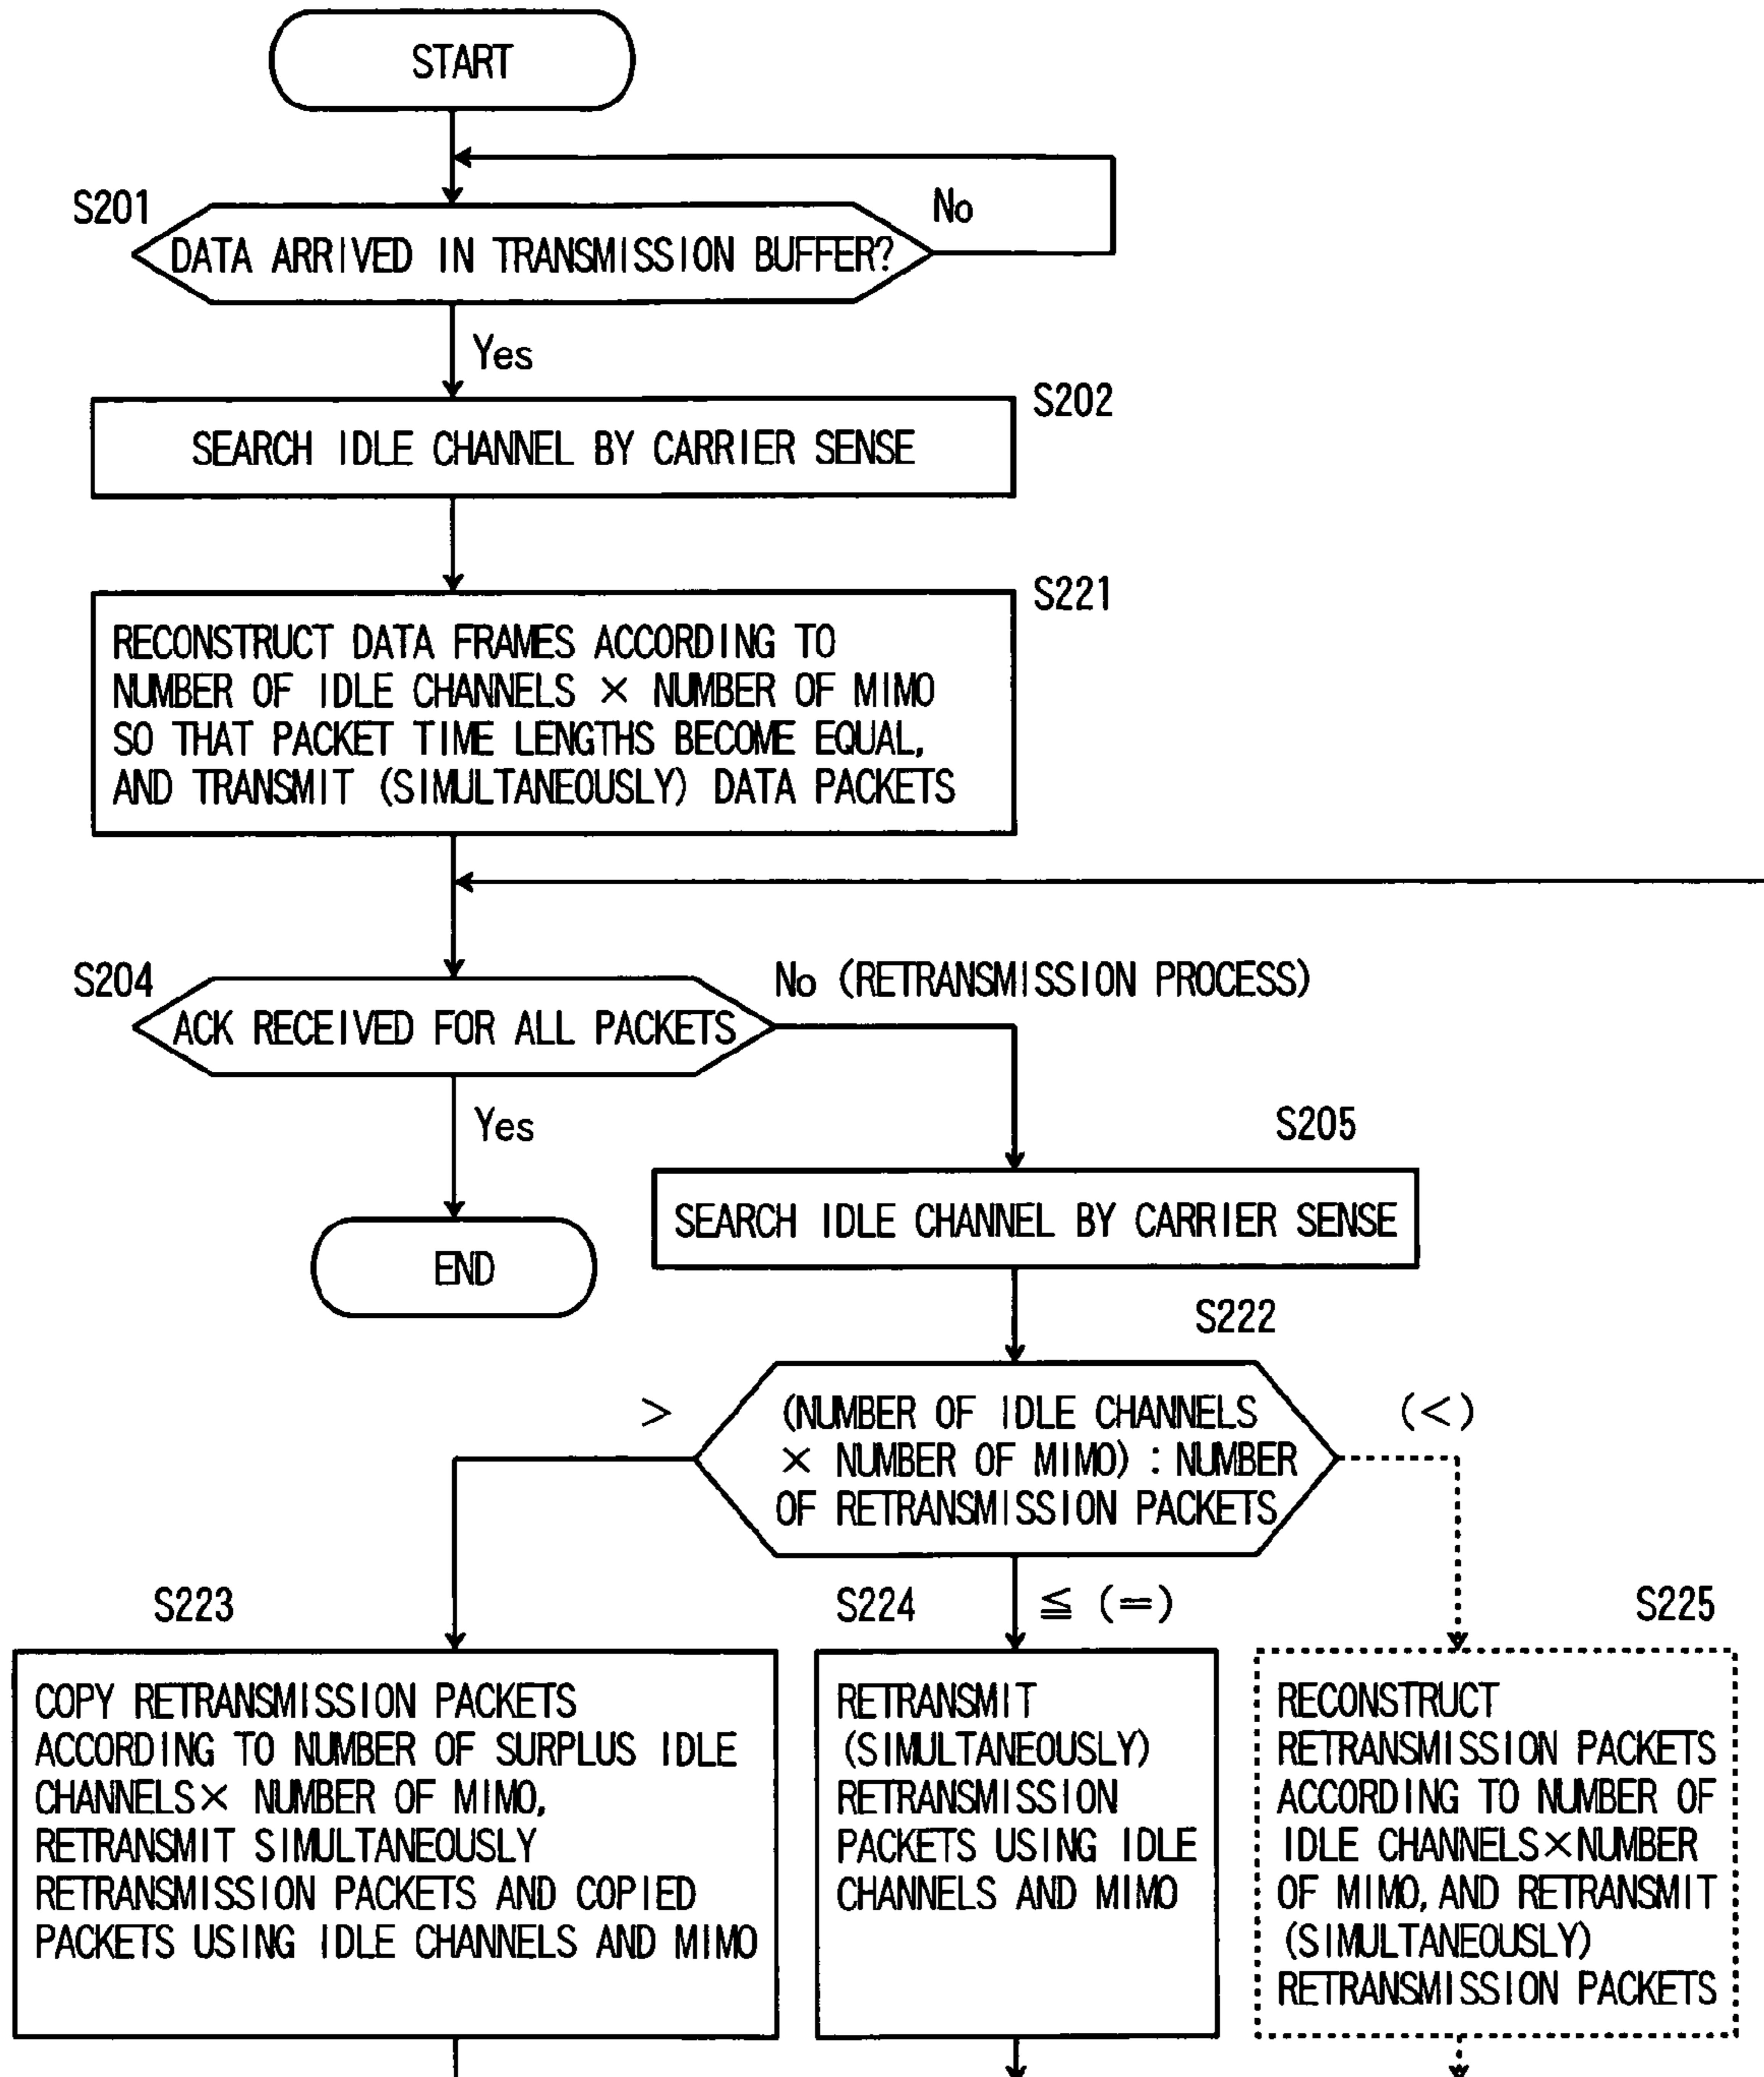 START
S201
No
DATA ARRIVED IN TRANSMISSION BUFFER?
Yes
S202
SEARCH IDLE CHANNEL BY CARRIER SENSE
S221
RECONSTRUCT DATA FRAMES ACCORDING TO
NUMBER OF IDLE CHANNELS × NUMBER OF MIMO
SO THAT PACKET TIME LENGTHS BECOME EQUAL,
AND TRANSMIT (SIMULTANEOUSLY) DATA PACKETS
S204
No (RETRANSMISSION PROCESS)
ACK RECEIVED FOR ALL PACKETS
Yes
S205
SEARCH IDLE CHANNEL BY CARRIER SENSE
END
S222
>
(NUMBER OF IDLE CHANNELS
× NUMBER OF MIMO) : NUMBER
OF RETRANSMISSION PACKETS
(<)
S223
COPY RETRANSMISSION PACKETS
ACCORDING TO NUMBER OF SURPLUS IDLE
CHANNELS× NUMBER OF MIMO,
RETRANSMIT SIMULTANEOUSLY
RETRANSMISSION PACKETS AND COPIED
PACKETS USING IDLE CHANNELS AND MIMO
S224
≦ (=)
RETRANSMIT
(SIMULTANEOUSLY)
RETRANSMISSION
PACKETS USING IDLE
CHANNELS AND MIMO
S225
RECONSTRUCT
RETRANSMISSION PACKETS
ACCORDING TO NUMBER OF
IDLE CHANNELS×NUMBER
OF MIMO, AND RETRANSMIT
(SIMULTANEOUSLY)
RETRANSMISSION PACKETS